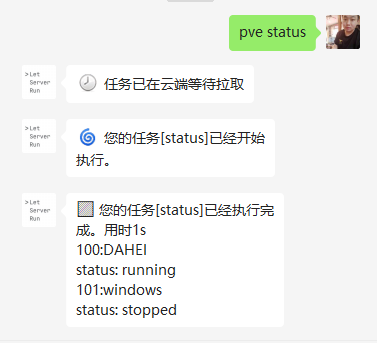 pve status
>Let
Server
Run
🕗 任务已在云端等待拉取
>Let
Server
Run
🌀 您的任务[status]已经开始
执行。
>Let
Server
Run
您的任务[status]已经执行完
成。用时1s
100:DAHEI
status: running
101:windows
status: stopped